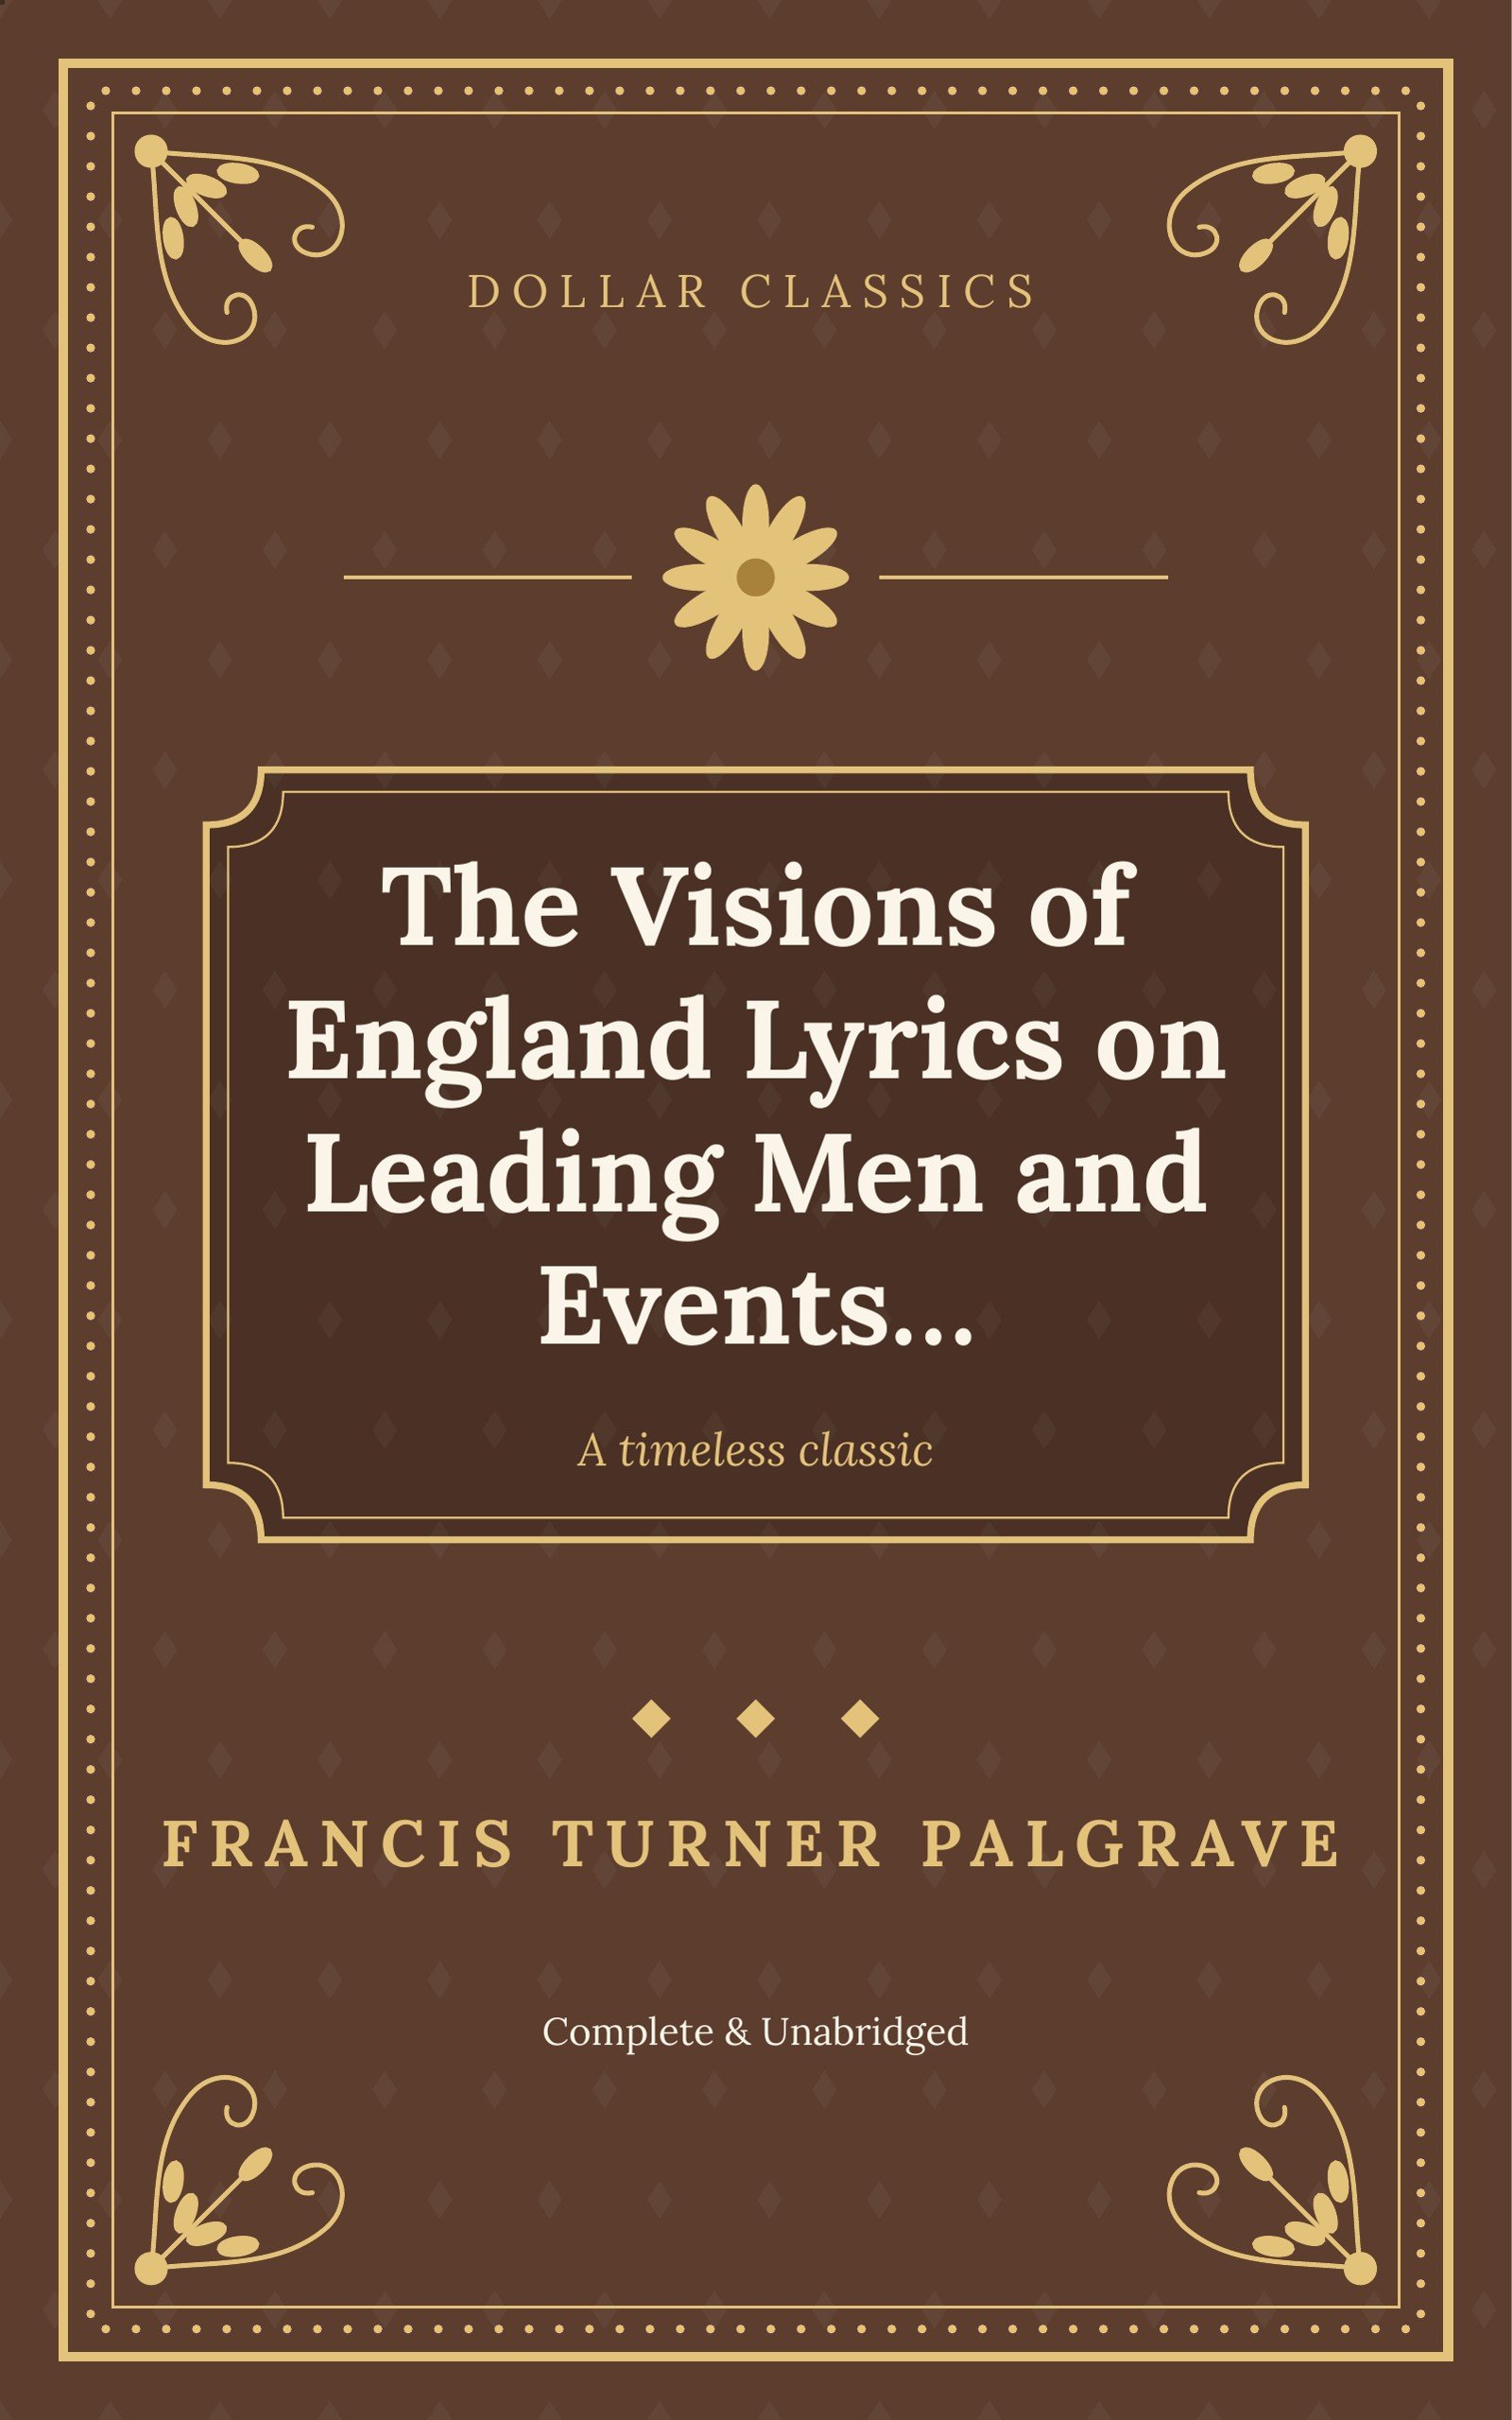 DOLLAR CLASSICS
The Visions of
England Lyrics on
Leading Men and
Events...
A timeless classic
FRANCIS TURNER PALGRAVE
Complete & Unabridged